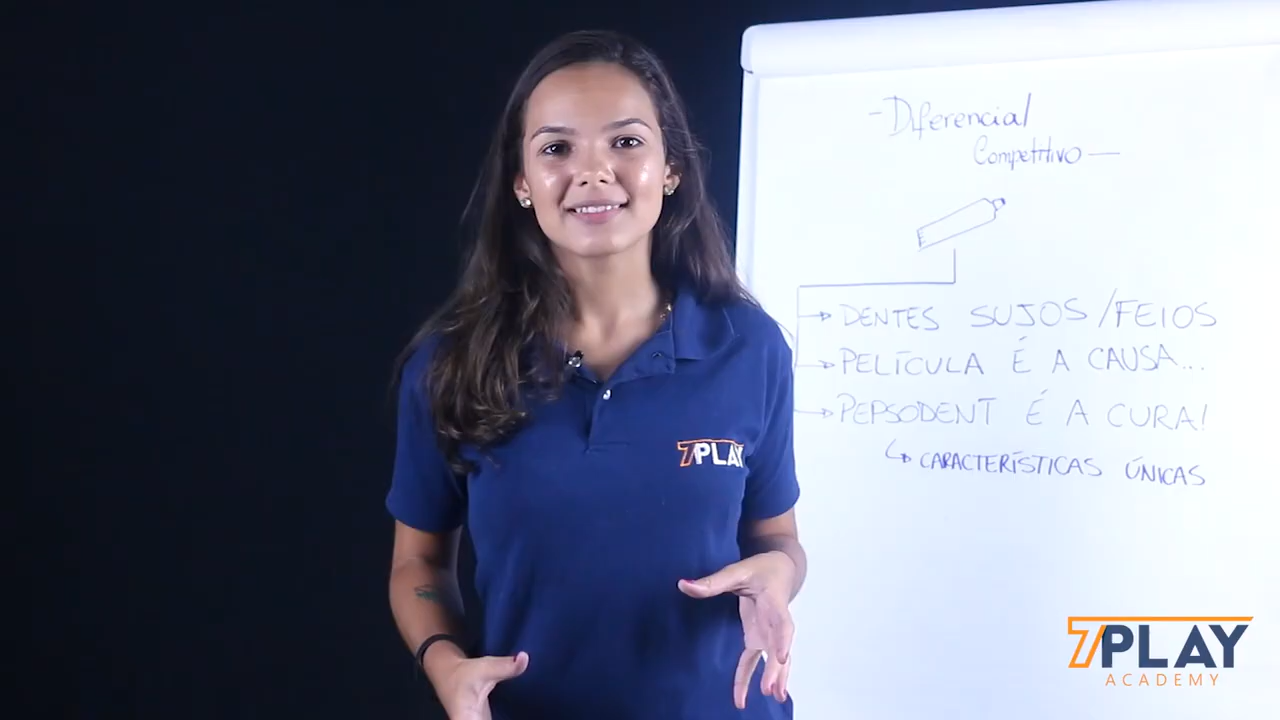 - Diferencial
Competitivo —
DENTES SUJOS/FEIOS
PELÍCULA É A CAUSA...
PEPSODENT É A CURA!
CARACTERÍSTICAS ÚNICAS
7PLAY
7PLAY
ACADEMY